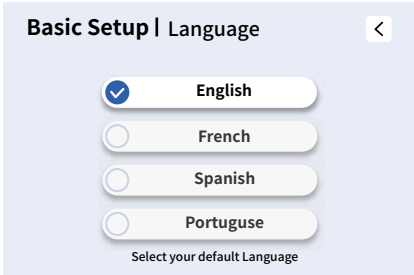 Basic Setup | Language
English
French
Spanish
Portuguse
Select your default Language